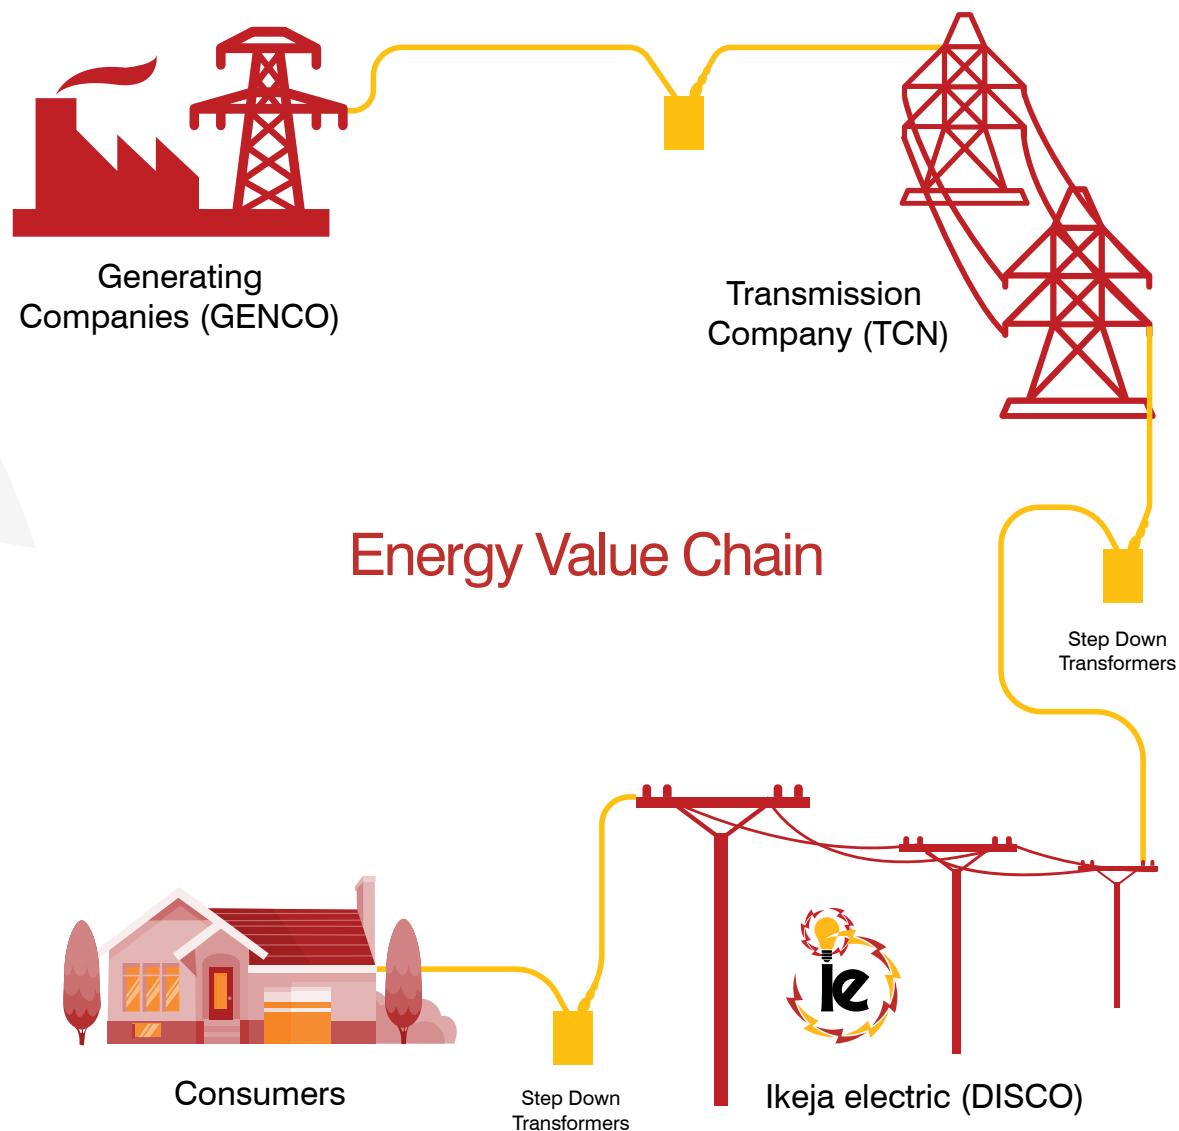 Generating
Companies (GENCO)
Transmission
Company (TCN)
Energy Value Chain
Step Down
Transformers
ie
Consumers
Step Down
Transformers
Ikeja electric (DISCO)